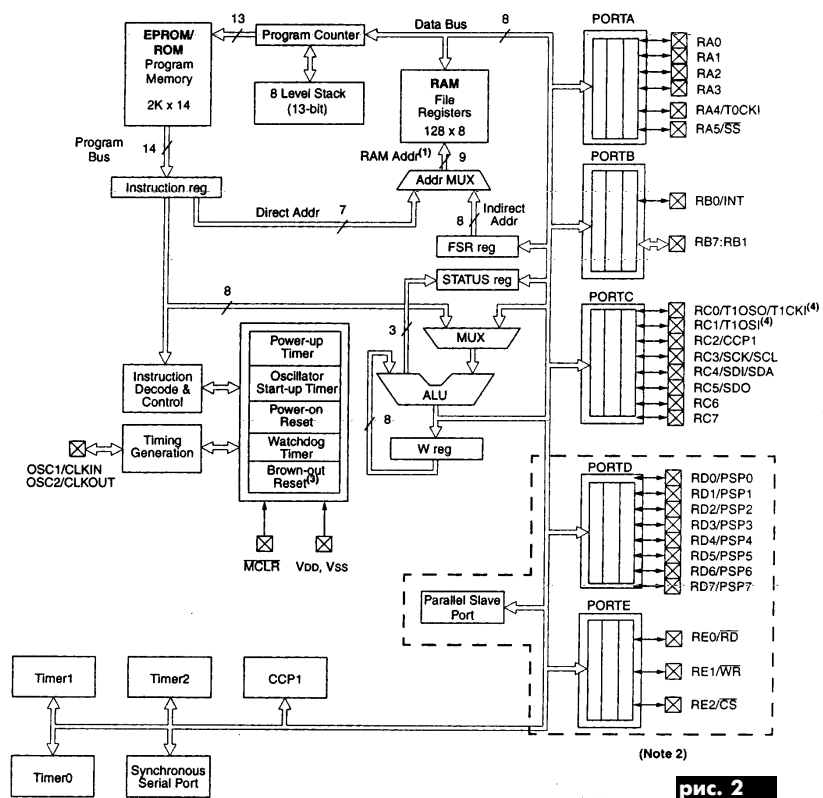 EPROM/
ROM
Program
Memory
2K x 14
13
Program Counter
8 Level Stack
(13-bit)
Data Bus
8
RAM
File
Registers
128 x 8
Program
Bus
14
RAM Addr(1)
9
Addr MUX
Instruction reg
Direct Addr
7
8
Indirect
Addr
FSR reg
STATUS reg
8
3
MUX
ALU
8
W reg
Power-up
Timer
Oscillator
Start-up Timer
Power-on
Reset
Watchdog
Timer
Brown-out
Reset(3)
Instruction
Decode &
Control
Timing
Generation
OSC1/CLKIN
OSC2/CLKOUT
MCLR
VDD, VSS
PORTA
RA0
RA1
RA2
RA3
RA4/T0CKI
RA5/SS
PORTB
RB0/INT
RB7:RB1
PORTC
RC0/T1OSO/T1CKI(4)
RC1/T1OSI(4)
RC2/CCP1
RC3/SCK/SCL
RC4/SDI/SDA
RC5/SDO
RC6
RC7
PORTD
RD0/PSP0
RD1/PSP1
RD2/PSP2
RD3/PSP3
RD4/PSP4
RD5/PSP5
RD6/PSP6
RD7/PSP7
Parallel Slave
Port
PORTE
RE0/RD
RE1/WR
RE2/CS
(Note 2)
Timer1
Timer2
CCP1
Timer0
Synchronous
Serial Port
рис. 2